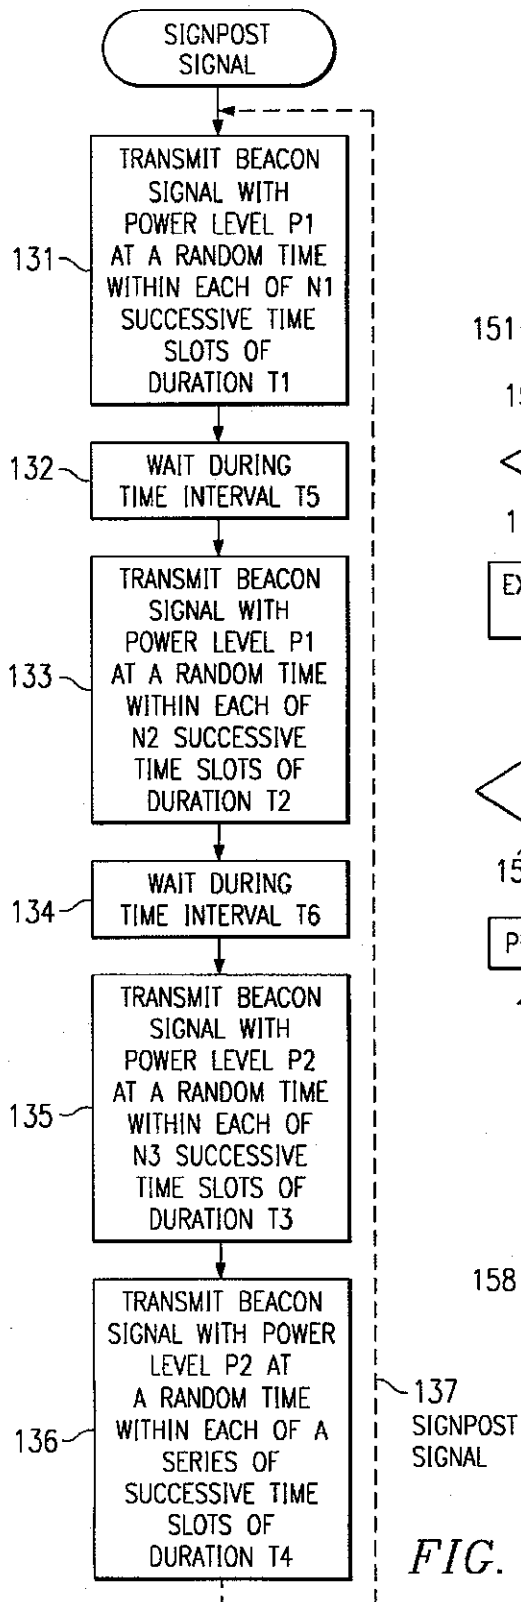 SIGNPOST
SIGNAL
131
TRANSMIT BEACON
SIGNAL WITH
POWER LEVEL P1
AT A RANDOM TIME
WITHIN EACH OF N1
SUCCESSIVE TIME
SLOTS OF
DURATION T1
132
WAIT DURING
TIME INTERVAL T5
133
TRANSMIT BEACON
SIGNAL WITH
POWER LEVEL P1
AT A RANDOM TIME
WITHIN EACH OF
N2 SUCCESSIVE
TIME SLOTS OF
DURATION T2
134
WAIT DURING
TIME INTERVAL T6
135
TRANSMIT BEACON
SIGNAL WITH
POWER LEVEL P2
AT A RANDOM TIME
WITHIN EACH OF
N3 SUCCESSIVE
TIME SLOTS OF
DURATION T3
136
TRANSMIT BEACON
SIGNAL WITH POWER
LEVEL P2 AT
A RANDOM TIME
WITHIN EACH OF A
SERIES OF
SUCCESSIVE TIME
SLOTS OF
DURATION T4
137
SIGNPOST
SIGNAL
151
158
FIG.